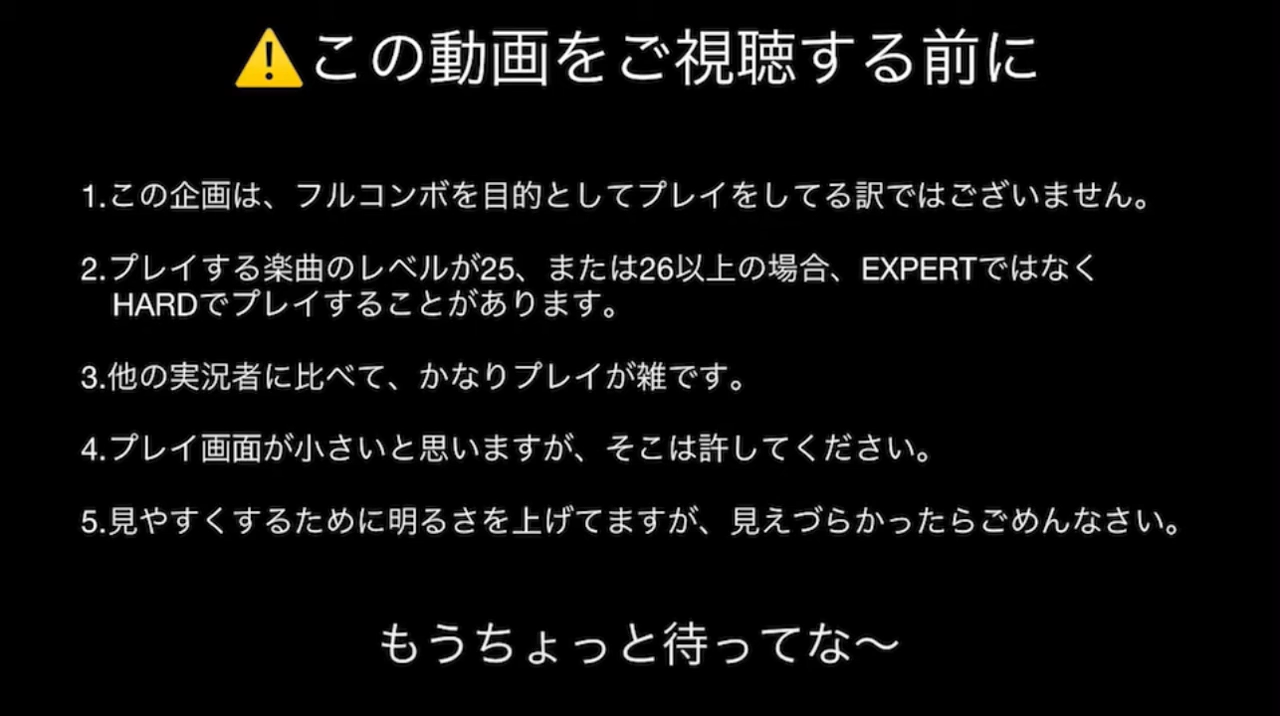 ⚠️この動画をご視聴する前に
1.この企画は、フルコンボを目的としてプレイをしてる訳ではございません。
2.プレイする楽曲のレベルが25、または26以上の場合、EXPERTではなく
HARDでプレイすることがあります。
3.他の実況者に比べて、かなりプレイが雑です。
4.プレイ画面が小さいと思いますが、そこは許してください。
5.見やすくするために明るさを上げてますが、見えづらかったらごめんなさい。
もうちょっと待ってな〜